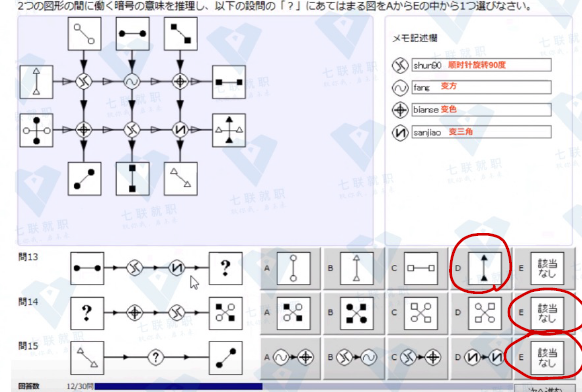 2つの図形の間に働く暗号の意味を推理し、以下の設問の「？」にあてはまる図をAからEの中から1つ選びなさい。
メモ記述欄
shun90 顺时针旋转90度
fang 变方
bianse 变色
sanjiao 变三角
問13
?
A
B
C
D
E 該当なし
問14
?
A
B
C
D
E 該当なし
問15
?
A
B
C
D
E 該当なし
回答数 12/30問
七联就职